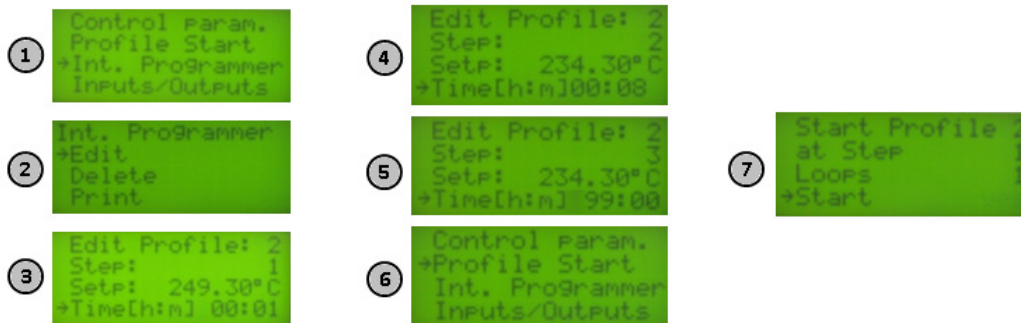 1
Control param.
Profile Start
→Int. Programmer
Inputs/Outputs
2
Int. Programmer
→Edit
Delete
Print
3
Edit Profile: 2
Step: 1
Setp: 249.30°C
→Time[h:m] 00:01
4
Edit Profile: 2
Step: 2
Setp: 234.30°C
→Time[h:m]00:08
5
Edit Profile: 2
Step: 3
Setp: 234.30°C
→Time[h:m] 99:00
6
Control param.
→Profile Start
Int. Programmer
Inputs/Outputs
7
Start Profile 2
at Step 1
Loops 1
→Start